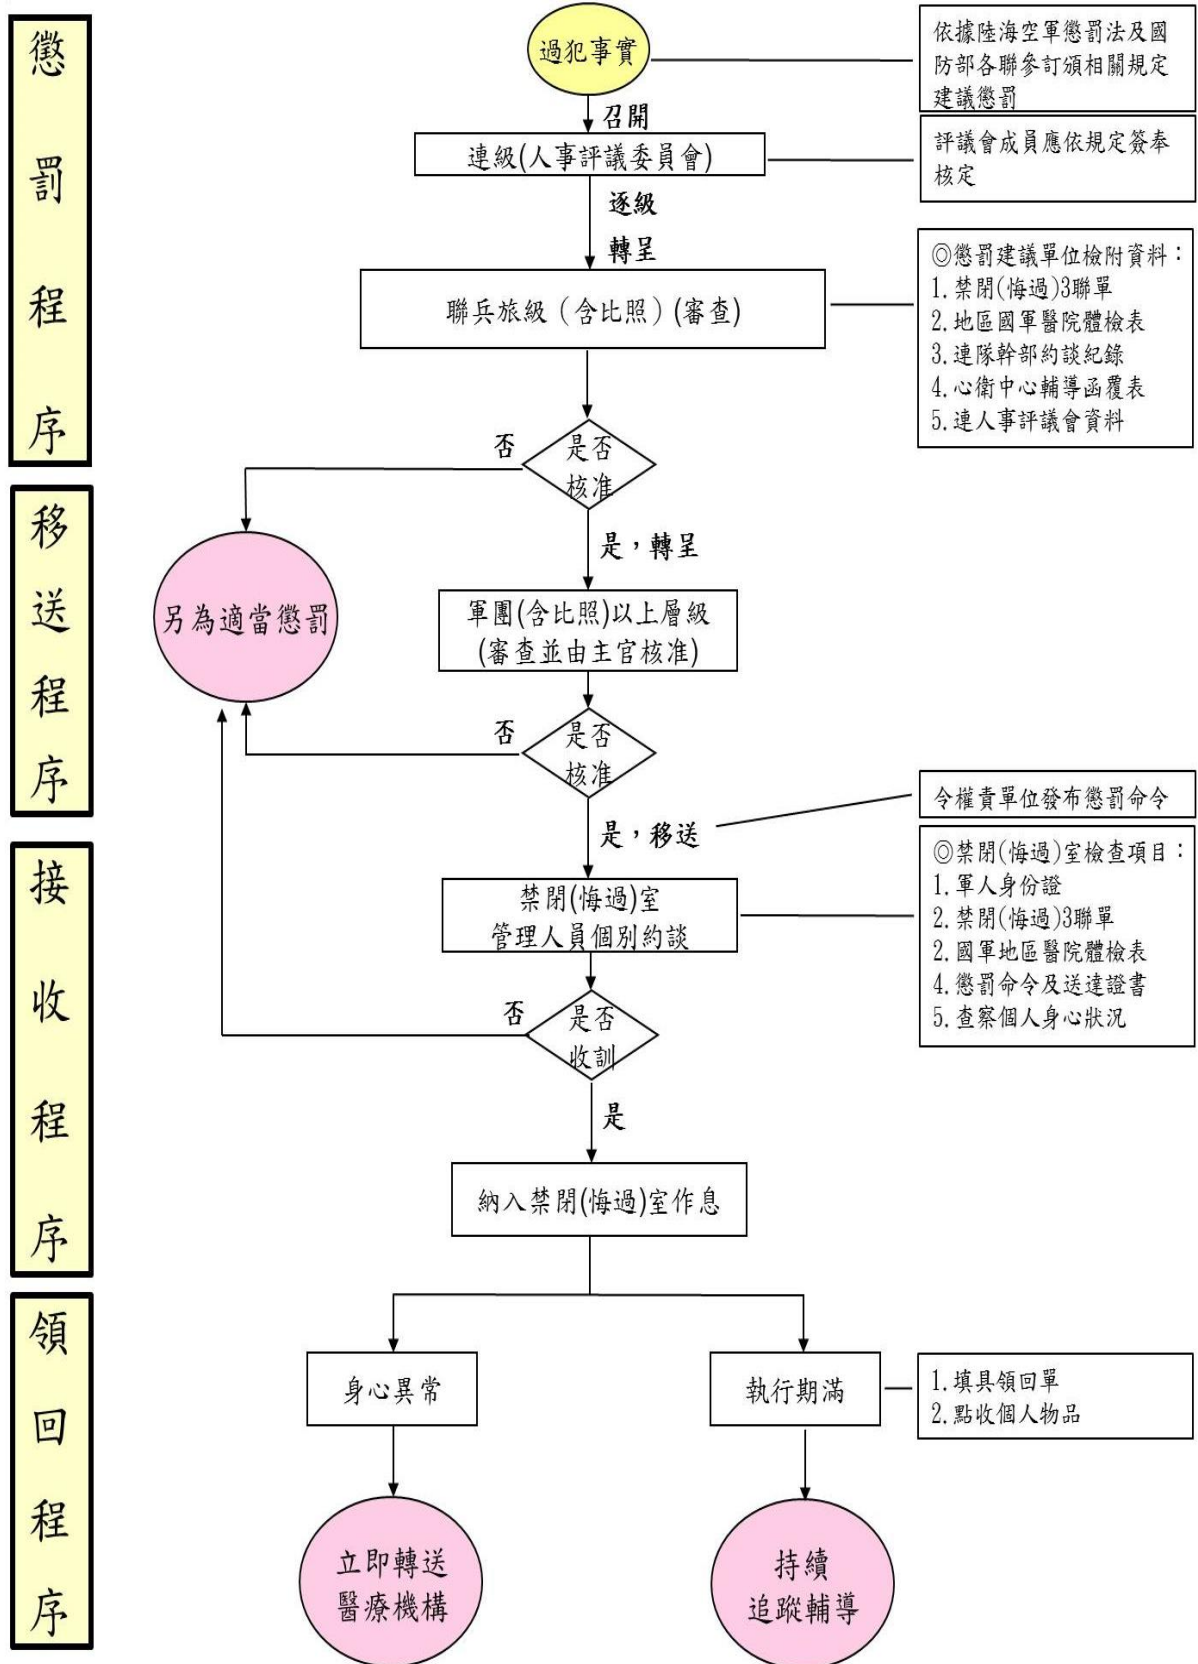 懲罰程序
過犯事實
依據陸海空軍懲罰法及國
防部各聯參訂頒相關規定
建議懲罰
召開
連級(人事評議委員會)
評議會成員應依規定簽奉
核定
逐級
轉呈
聯兵旅級（含比照）(審查)
◎懲罰建議單位檢附資料：
1.禁閉(悔過)3聯單
2.地區國軍醫院體檢表
3.連隊幹部約談紀錄
4.心衛中心輔導函覆表
5.連人事評議會資料
否
是否
核准
移送程序
是，轉呈
另為適當懲罰
軍團(含比照)以上層級
(審查並由主官核准)
否
是否
核准
令權責單位發布懲罰命令
是，移送
接收程序
禁閉(悔過)室
管理人員個別約談
◎禁閉(悔過)室檢查項目：
1.軍人身份證
2.禁閉(悔過)3聯單
2.國軍地區醫院體檢表
4.懲罰命令及送達證書
5.查察個人身心狀況
否
是否
收訓
是
納入禁閉(悔過)室作息
領回程序
身心異常
執行期滿
1.填具領回單
2.點收個人物品
立即轉送
醫療機構
持續
追蹤輔導